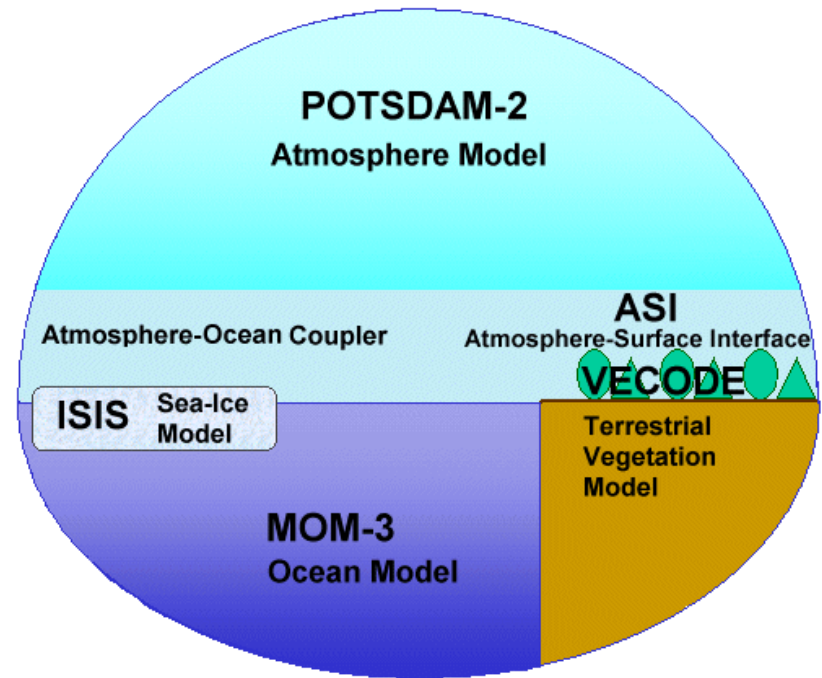 POTSDAM-2
Atmosphere Model
Atmosphere-Ocean Coupler
ASI
Atmosphere-Surface Interface
VECODE
ISIS
Sea-Ice
Model
Terrestrial
Vegetation
Model
MOM-3
Ocean Model